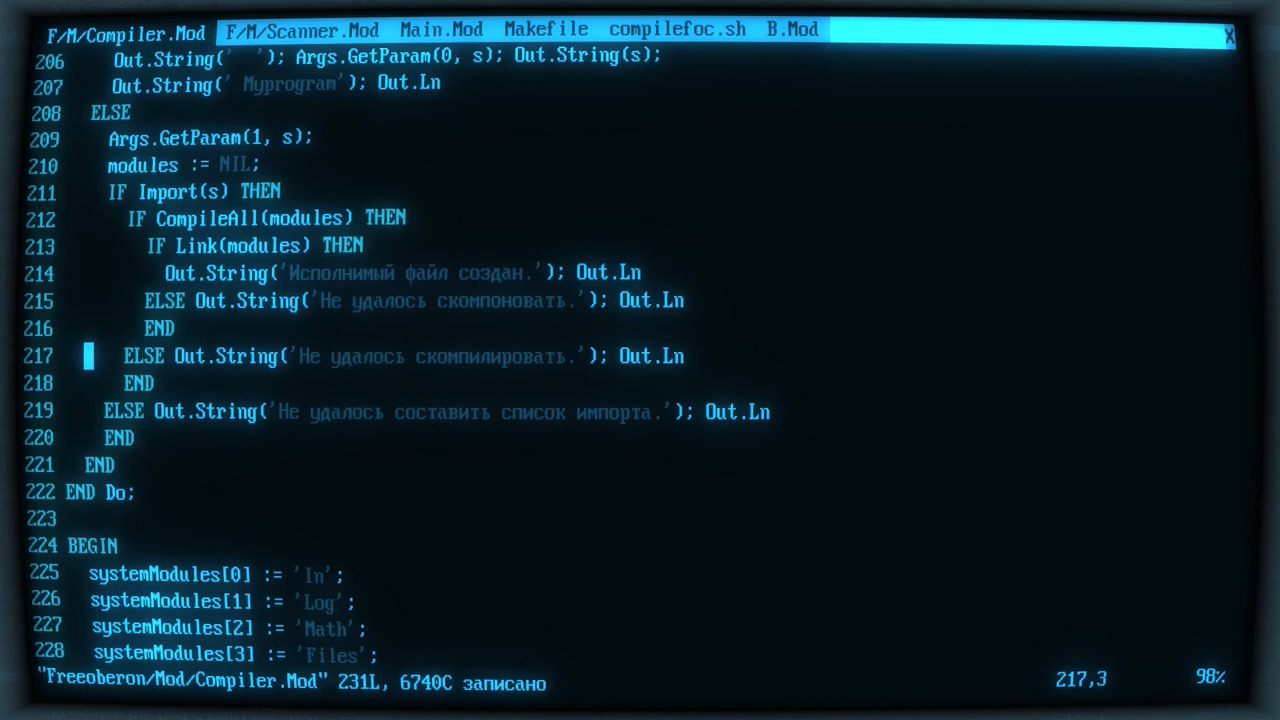 F/M/Compiler.Mod F/M/Scanner.Mod Main.Mod Makefile compilefoc.sh B.Mod X
206 Out.String('  '); Args.GetParam(0, s); Out.String(s);
207 Out.String(' Myprogram'); Out.Ln
208 ELSE
209 Args.GetParam(1, s);
210 modules := NIL;
211 IF Import(s) THEN
212 IF CompileAll(modules) THEN
213 IF Link(modules) THEN
214 Out.String('Исполнимый файл создан.'); Out.Ln
215 ELSE Out.String('Не удалось скомпоновать.'); Out.Ln
216 END
217 ELSE Out.String('Не удалось скомпилировать.'); Out.Ln
218 END
219 ELSE Out.String('Не удалось составить список импорта.'); Out.Ln
220 END
221 END
222 END Do;
223
224 BEGIN
225 systemModules[0] := 'In';
226 systemModules[1] := 'Log';
227 systemModules[2] := 'Math';
228 systemModules[3] := 'Files';
"Freeoberon/Mod/Compiler.Mod" 231L, 6740C записано 217,3 98%